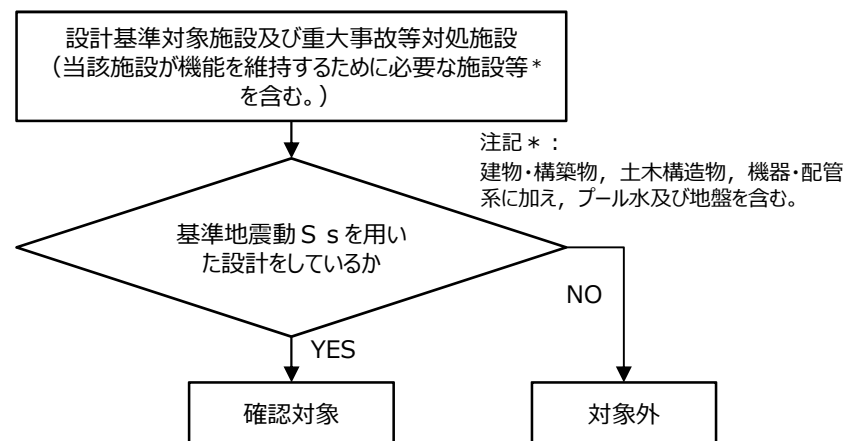 設計基準対象施設及び重大事故等対処施設
（当該施設が機能を維持するために必要な施設等*
を含む。）
注記＊：
建物・構築物，土木構造物，機器・配管
系に加え，プール水及び地盤を含む。
基準地震動Ｓｓを用い
た設計をしているか
NO
YES
確認対象
対象外